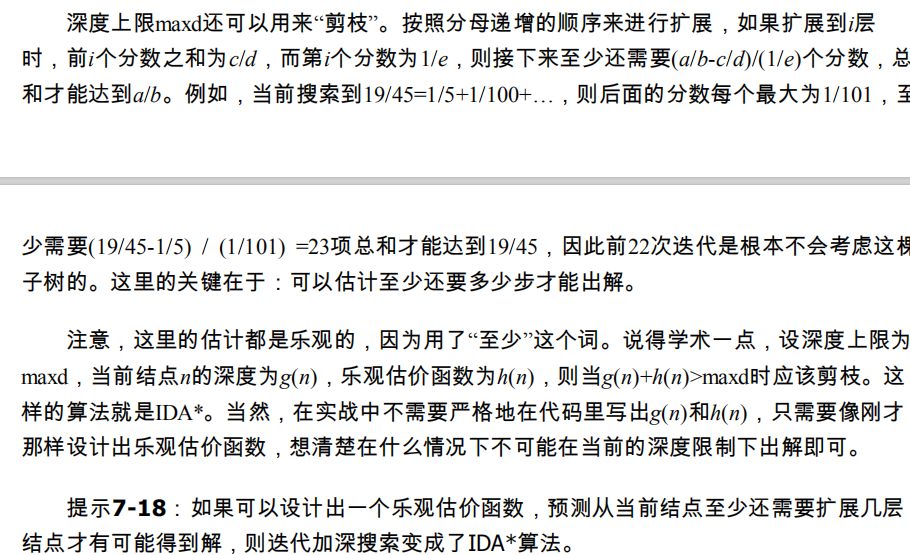 深度上限maxd还可以用来“剪枝”。按照分母递增的顺序来进行扩展，如果扩展到i层
时，前i个分数之和为c/d，而第i个分数为1/e，则接下来至少还需要(a/b-c/d)/(1/e)个分数，总
和才能达到a/b。例如，当前搜索到19/45=1/5+1/100+…，则后面的分数每个最大为1/101，至
少需要(19/45-1/5) / (1/101) =23项总和才能达到19/45，因此前22次迭代是根本不会考虑这棵
子树的。这里的关键在于：可以估计至少还要多少步才能出解。
注意，这里的估计都是乐观的，因为用了“至少”这个词。说得学术一点，设深度上限为
maxd，当前结点n的深度为g(n)，乐观估价函数为h(n)，则当g(n)+h(n)>maxd时应该剪枝。这
样的算法就是IDA*。当然，在实战中不需要严格地在代码里写出g(n)和h(n)，只需要像刚才
那样设计出乐观估价函数，想清楚在什么情况下不可能在当前的深度限制下出解即可。
提示7-18：如果可以设计出一个乐观估价函数，预测从当前结点至少还需要扩展几层
结点才有可能得到解，则迭代加深搜索变成了IDA*算法。